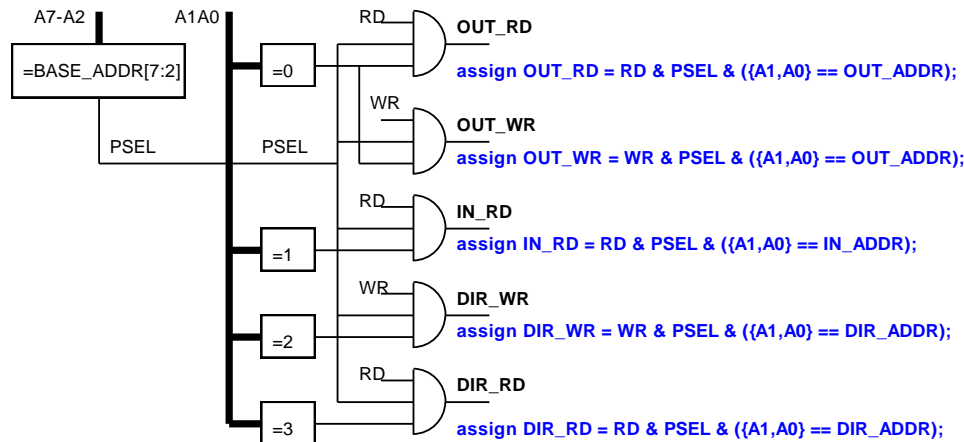 A7-A2
A1A0
=BASE_ADDR[7:2]
PSEL
PSEL
RD
OUT_RD
=0
assign OUT_RD = RD & PSEL & ({A1,A0} == OUT_ADDR);
WR
OUT_WR
assign OUT_WR = WR & PSEL & ({A1,A0} == OUT_ADDR);
RD
IN_RD
=1
assign IN_RD = RD & PSEL & ({A1,A0} == IN_ADDR);
WR
DIR_WR
=2
assign DIR_WR = WR & PSEL & ({A1,A0} == DIR_ADDR);
RD
DIR_RD
=3
assign DIR_RD = RD & PSEL & ({A1,A0} == DIR_ADDR);